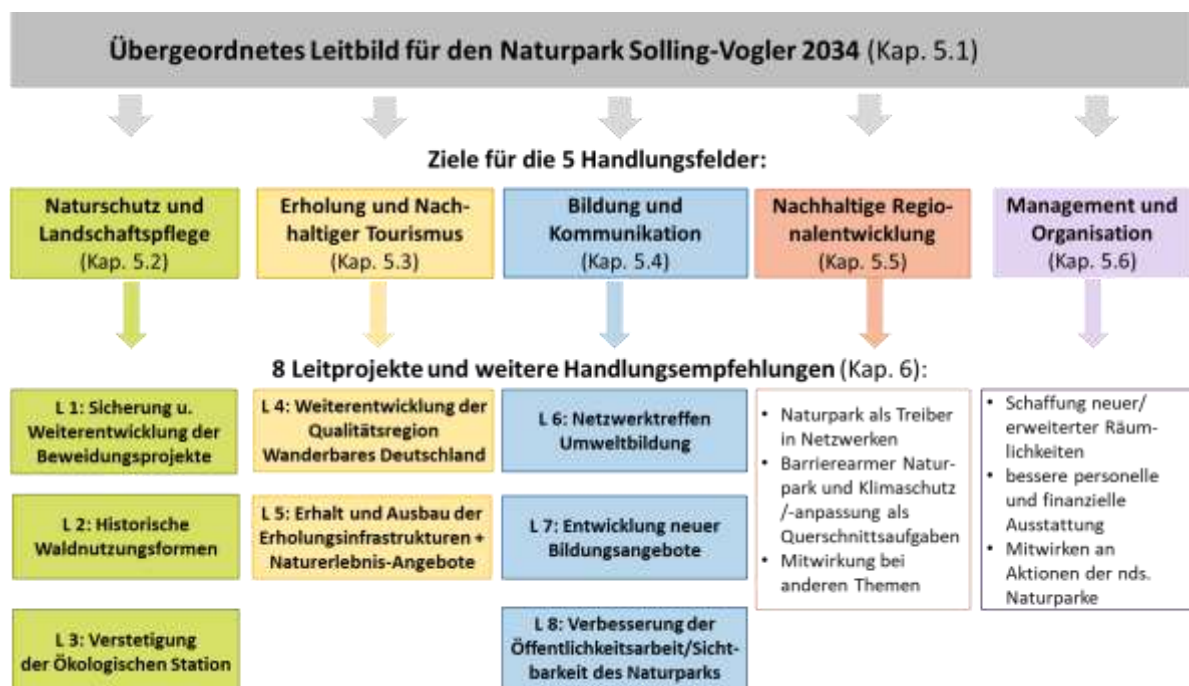 Übergeordnetes Leitbild für den Naturpark Solling-Vogler 2034 (Kap. 5.1)
Ziele für die 5 Handlungsfelder:
Naturschutz und
Landschaftspflege
(Kap. 5.2)
Erholung und Nach-
haltiger Tourismus
(Kap. 5.3)
Bildung und
Kommunikation
(Kap. 5.4)
Nachhaltige Regio-
nalentwicklung
(Kap. 5.5)
Management und
Organisation
(Kap. 5.6)
8 Leitprojekte und weitere Handlungsempfehlungen (Kap. 6):
L 1: Sicherung u.
Weiterentwicklung der
Beweidungsprojekte
L 2: Historische
Waldnutzungsformen
L 3: Verstetigung
der Ökologischen Station
L 4: Weiterentwicklung der
Qualitätsregion
Wanderbares Deutschland
L 5: Erhalt und Ausbau der
Erholungsinfrastrukturen +
Naturerlebnis-Angebote
L 6: Netzwerktreffen
Umweltbildung
L 7: Entwicklung neuer
Bildungsangebote
L 8: Verbesserung der
Öffentlichkeitsarbeit/Sicht-
barkeit des Naturparks
• Naturpark als Treiber
in Netzwerken
• Barrierearmer Natur-
park und Klimaschutz
/-anpassung als
Querschnittsaufgaben
• Mitwirkung bei
anderen Themen
• Schaffung neuer/
erweiterter Räum-
lichkeiten
• bessere personelle
und finanzielle
Ausstattung
• Mitwirken an
Aktionen der nds.
Naturparke